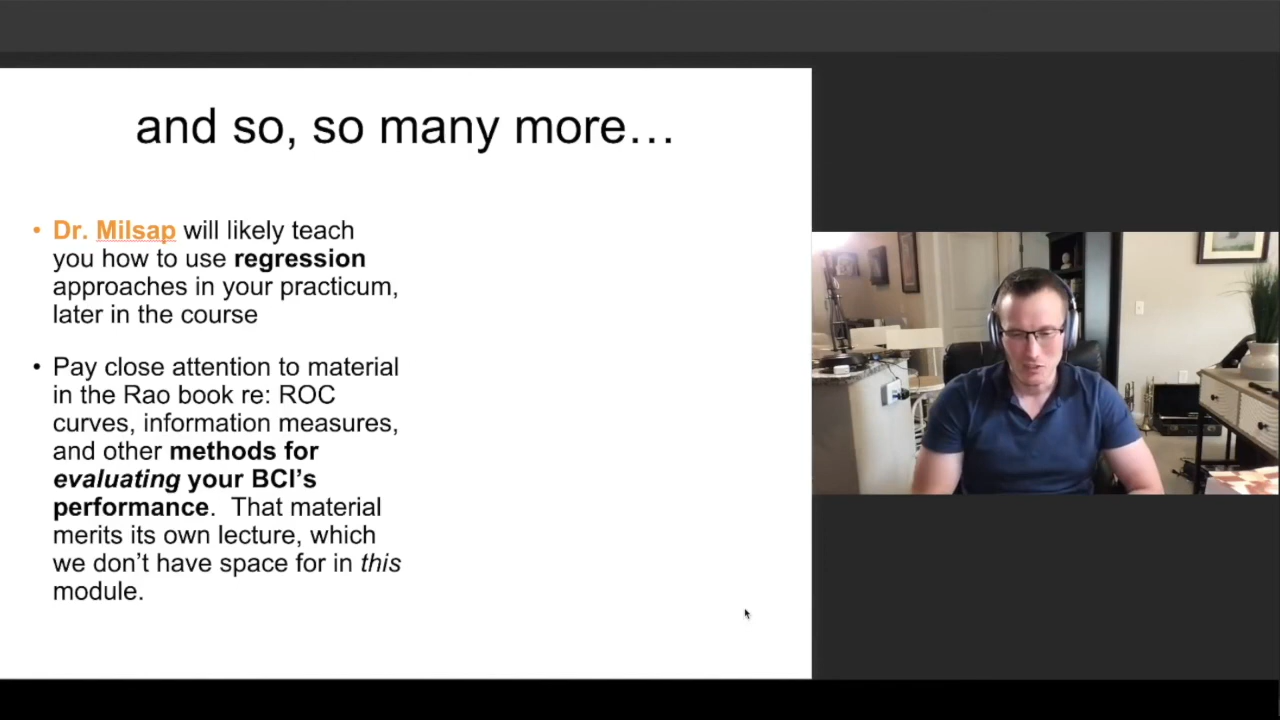 and so, so many more…
• Dr. Milsap will likely teach
you how to use regression
approaches in your practicum,
later in the course
• Pay close attention to material
in the Rao book re: ROC
curves, information measures,
and other methods for
evaluating your BCI’s
performance.  That material
merits its own lecture, which
we don’t have space for in this
module.